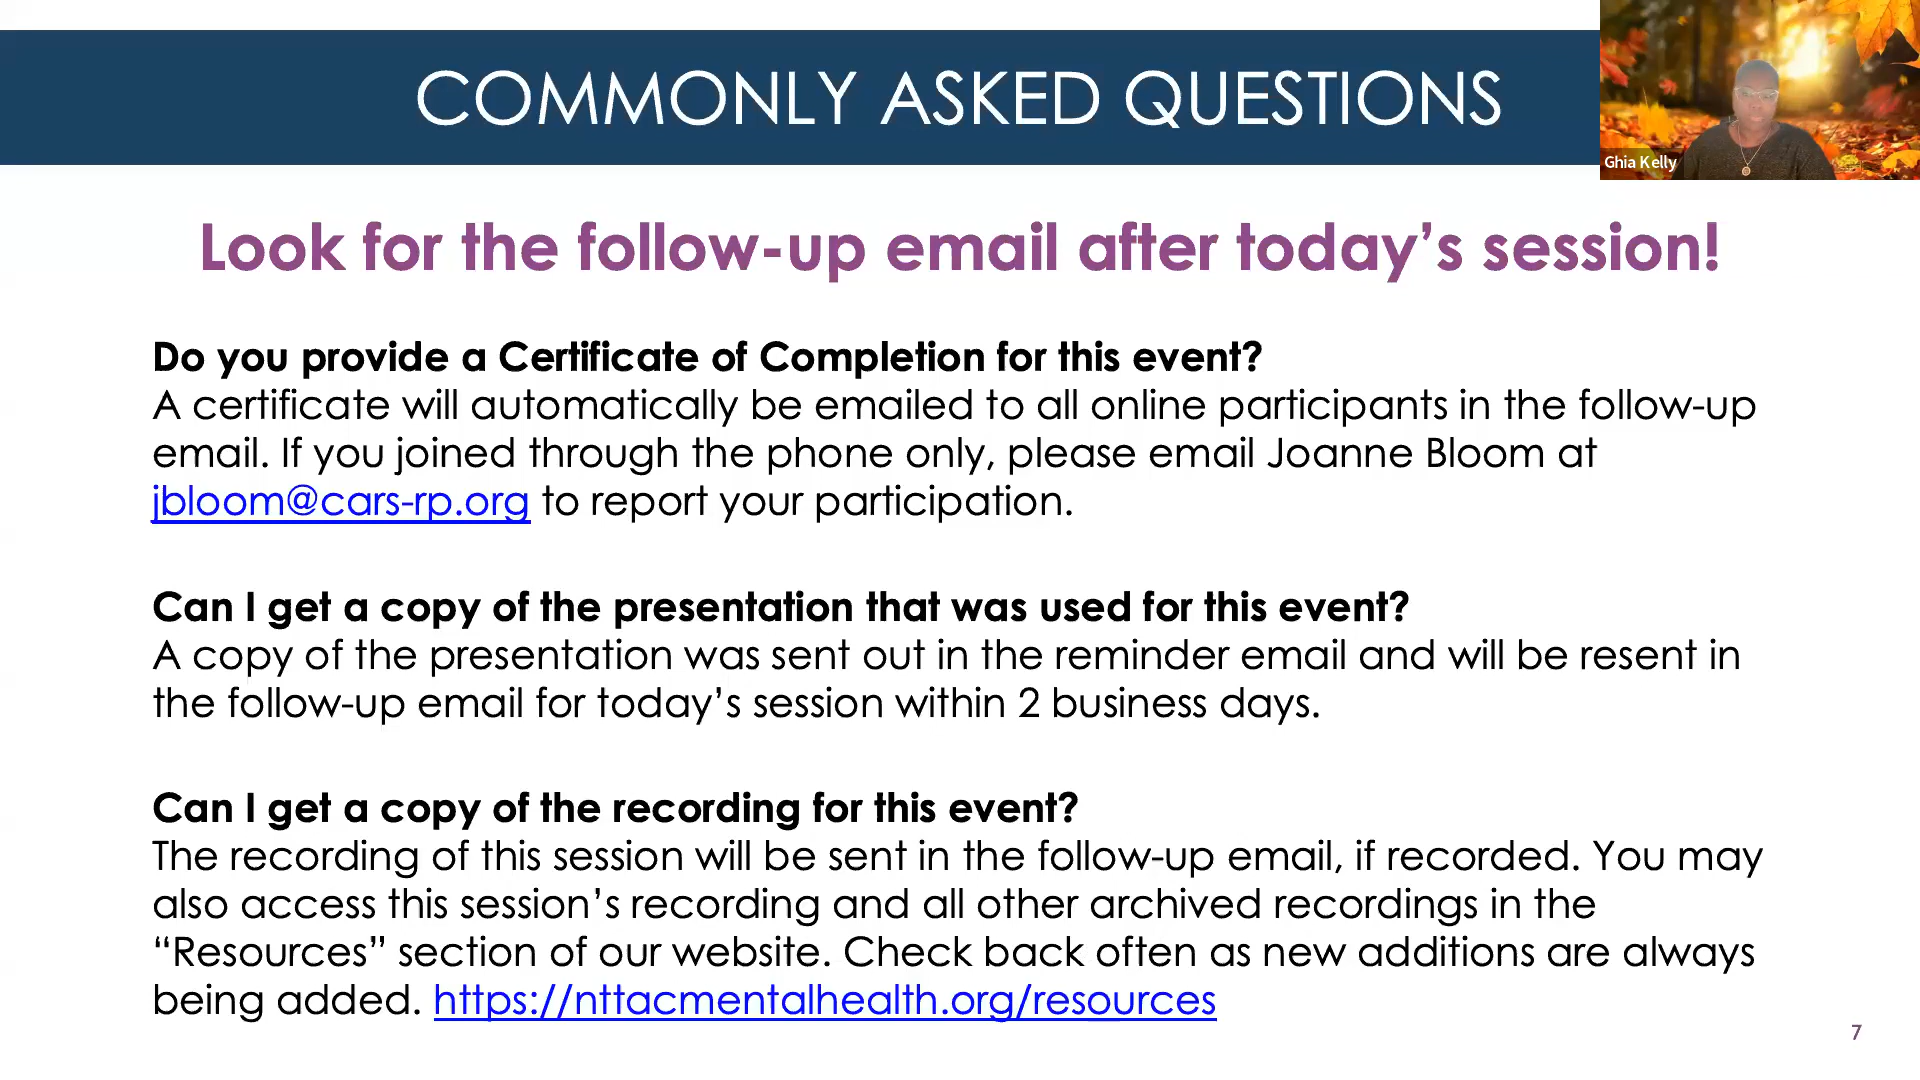 COMMONLY ASKED QUESTIONS
Ghia Kelly
Look for the follow-up email after today’s session!
Do you provide a Certificate of Completion for this event?
A certificate will automatically be emailed to all online participants in the follow-up
email. If you joined through the phone only, please email Joanne Bloom at
jbloom@cars-rp.org to report your participation.
Can I get a copy of the presentation that was used for this event?
A copy of the presentation was sent out in the reminder email and will be resent in
the follow-up email for today’s session within 2 business days.
Can I get a copy of the recording for this event?
The recording of this session will be sent in the follow-up email, if recorded. You may
also access this session’s recording and all other archived recordings in the
“Resources” section of our website. Check back often as new additions are always
being added. https://nttacmentalhealth.org/resources
7